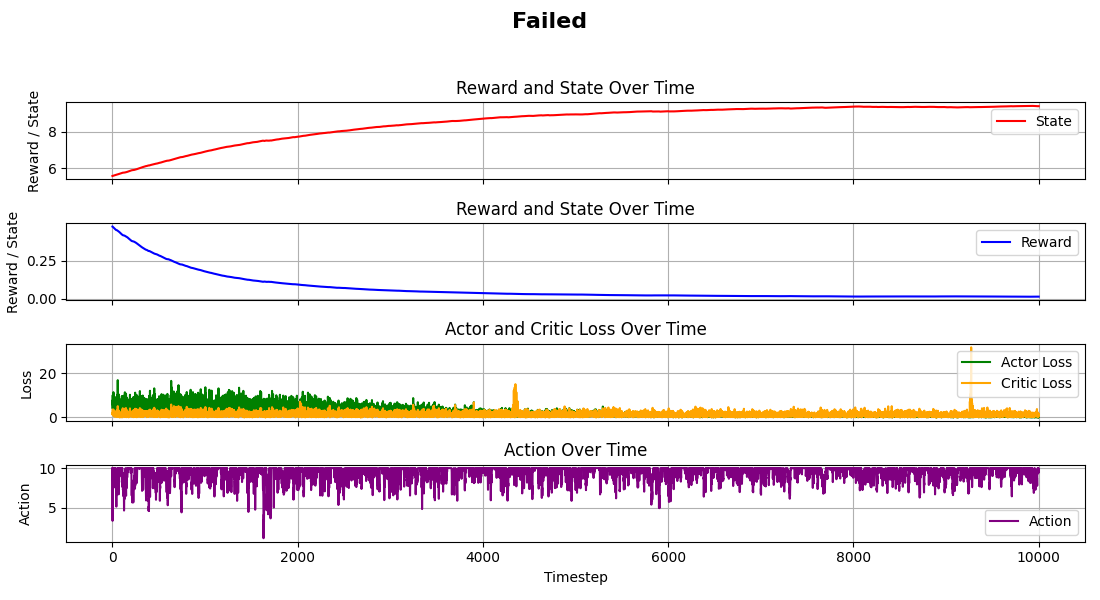 Failed
Reward and State Over Time
Reward / State
8
6
State
Reward and State Over Time
Reward / State
0.25
0.00
Reward
Actor and Critic Loss Over Time
Loss
20
0
Actor Loss
Critic Loss
Action Over Time
Action
10
5
Action
0 2000 4000 6000 8000 10000
Timestep